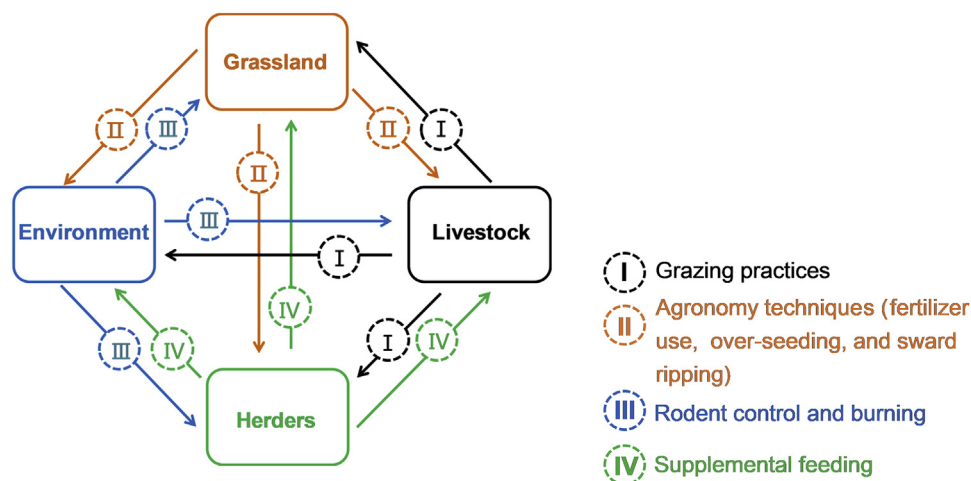 Grassland
II
III
II
I
II
Environment
III
Livestock
I
IV
III
IV
I
IV
Herders
I Grazing practices
II Agronomy techniques (fertilizer
use, over-seeding, and sward
ripping)
III Rodent control and burning
IV Supplemental feeding